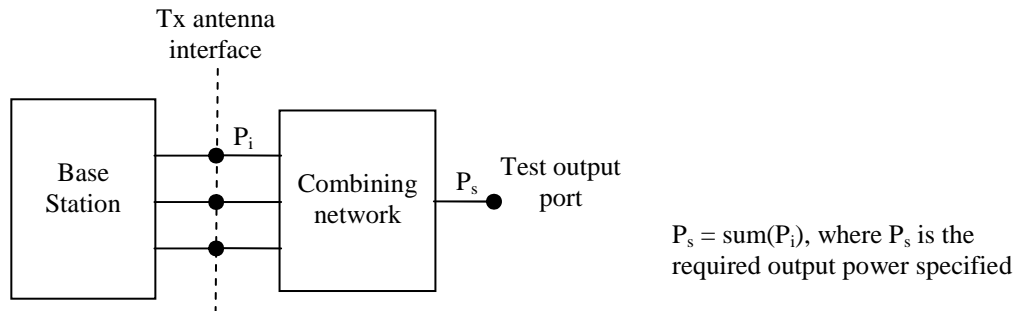 Tx antenna
interface
P_i
Base
Station
Combining
network
P_s
Test output
port
P_s = sum(P_i), where P_s is the
required output power specified